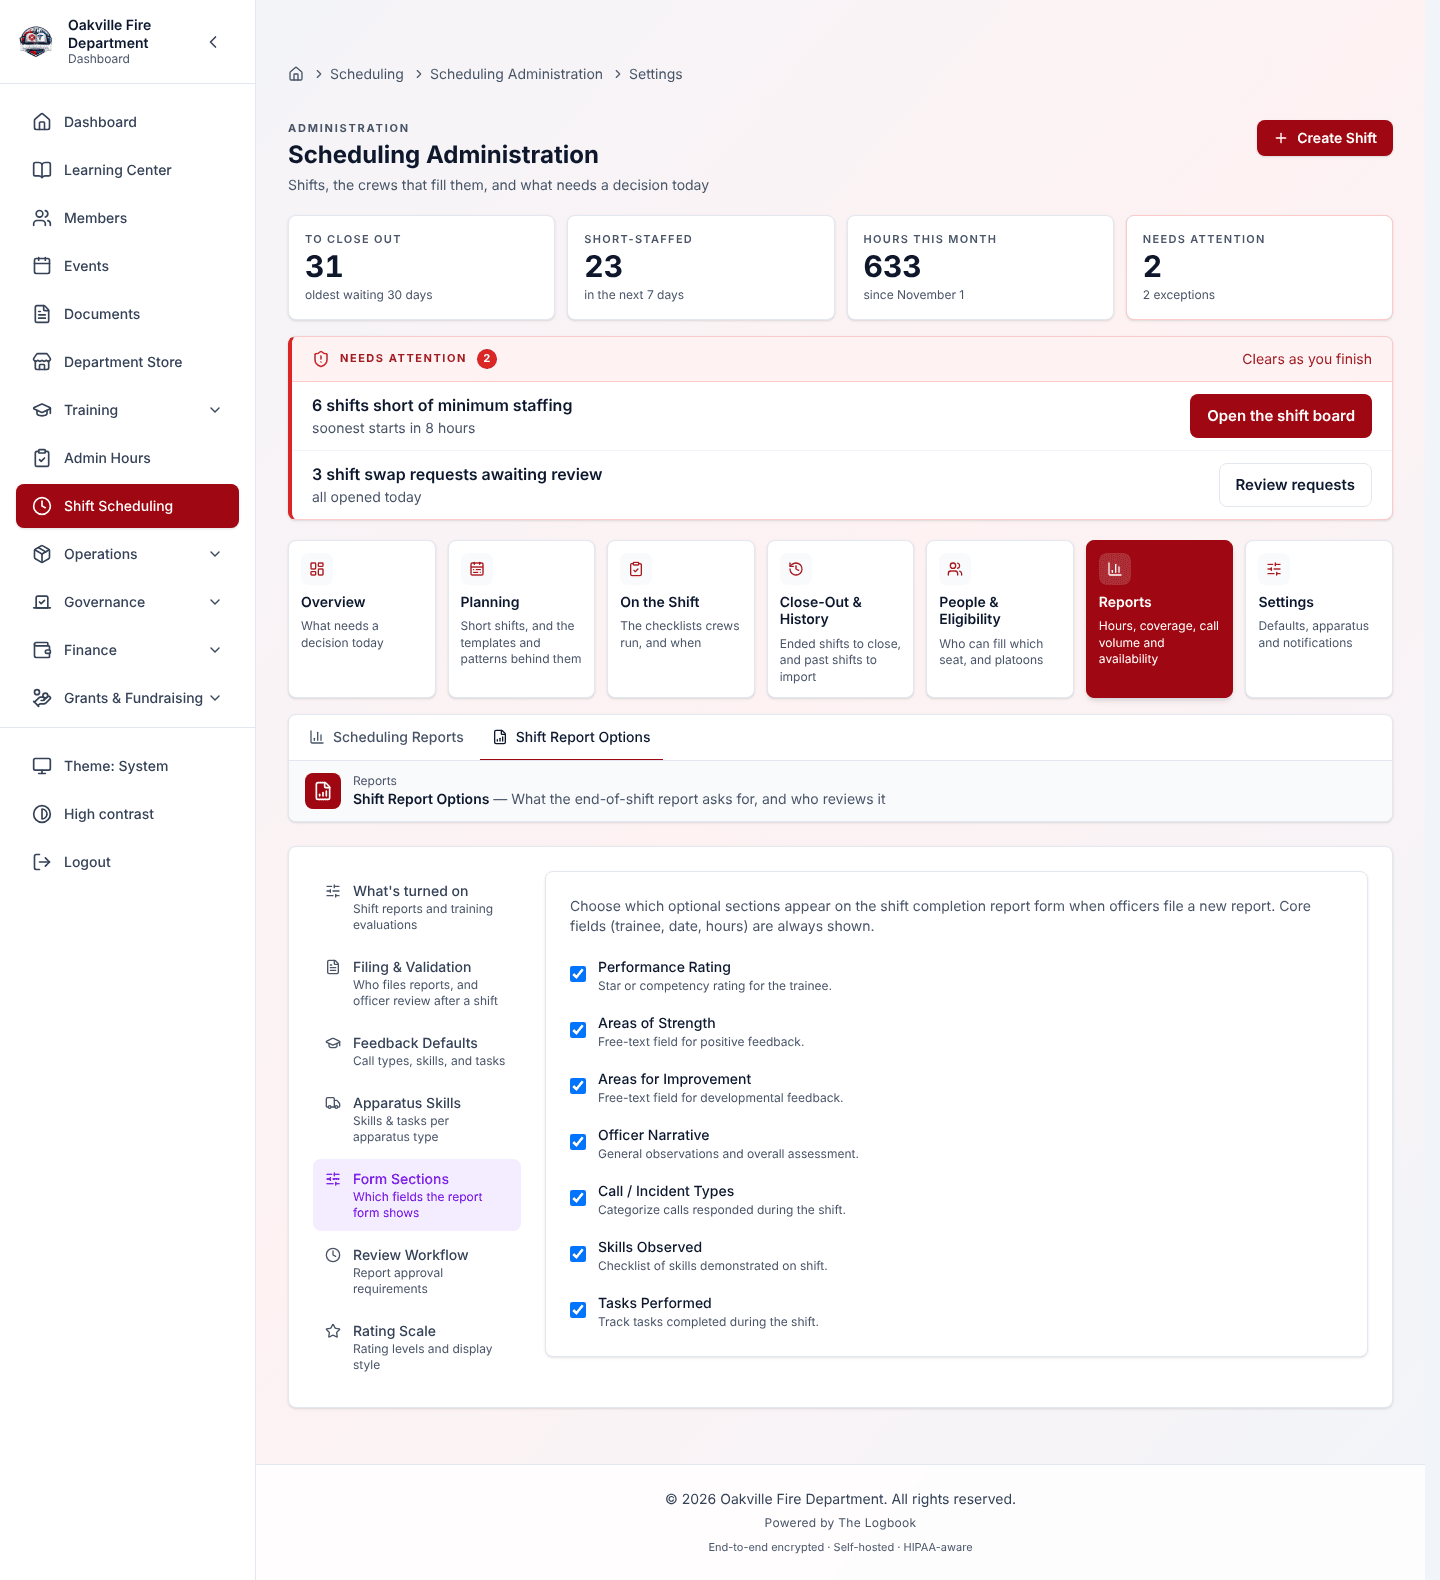 Oakville Fire
Department
Dashboard
Dashboard
Learning Center
Members
Events
Documents
Department Store
Training
Admin Hours
Shift Scheduling
Operations
Governance
Finance
Grants & Fundraising
Theme: System
High contrast
Logout
Scheduling
Scheduling Administration
Settings
ADMINISTRATION
Scheduling Administration
Shifts, the crews that fill them, and what needs a decision today
Create Shift
TO CLOSE OUT
31
oldest waiting 30 days
SHORT-STAFFED
23
in the next 7 days
HOURS THIS MONTH
633
since November 1
NEEDS ATTENTION
2
2 exceptions
NEEDS ATTENTION 2
Clears as you finish
6 shifts short of minimum staffing
soonest starts in 8 hours
Open the shift board
3 shift swap requests awaiting review
all opened today
Review requests
Overview
What needs a
decision today
Planning
Short shifts, and the
templates and
patterns behind them
On the Shift
The checklists crews
run, and when
Close-Out &
History
Ended shifts to close,
and past shifts to
import
People &
Eligibility
Who can fill which
seat, and platoons
Reports
Hours, coverage, call
volume and
availability
Settings
Defaults, apparatus
and notifications
Scheduling Reports
Shift Report Options
Reports
Shift Report Options — What the end-of-shift report asks for, and who reviews it
What's turned on
Shift reports and training
evaluations
Filing & Validation
Who files reports, and
officer review after a shift
Feedback Defaults
Call types, skills, and tasks
Apparatus Skills
Skills & tasks per
apparatus type
Form Sections
Which fields the report
form shows
Review Workflow
Report approval
requirements
Rating Scale
Rating levels and display
style
Choose which optional sections appear on the shift completion report form when officers file a new report. Core
fields (trainee, date, hours) are always shown.
Performance Rating
Star or competency rating for the trainee.
Areas of Strength
Free-text field for positive feedback.
Areas for Improvement
Free-text field for developmental feedback.
Officer Narrative
General observations and overall assessment.
Call / Incident Types
Categorize calls responded during the shift.
Skills Observed
Checklist of skills demonstrated on shift.
Tasks Performed
Track tasks completed during the shift.
© 2026 Oakville Fire Department. All rights reserved.
Powered by The Logbook
End-to-end encrypted · Self-hosted · HIPAA-aware